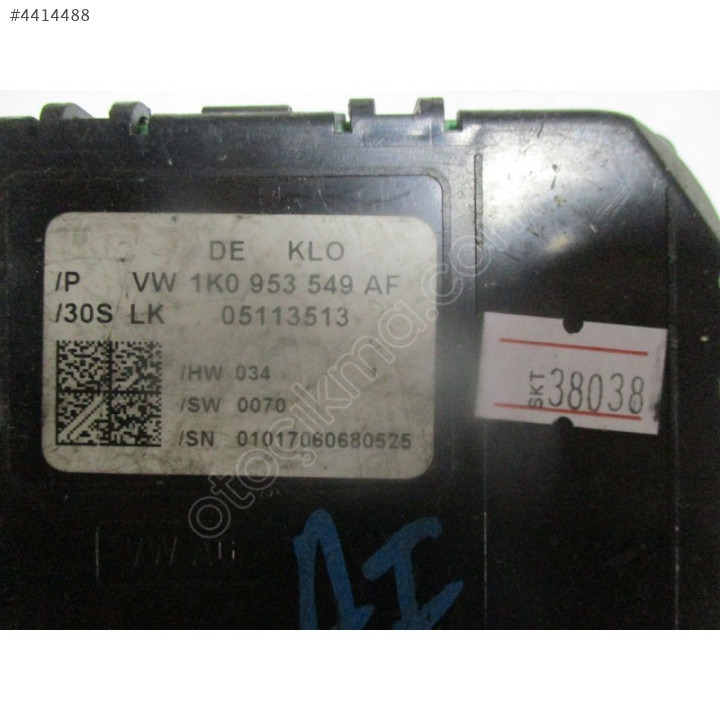 #4414488
DE KLO
/P VW 1K0 953 549 AF
/30S LK 05113513
/HW 034
/SW 0070
/SN 01017060680525
SKT 38038
VW AG
otocikmd.com